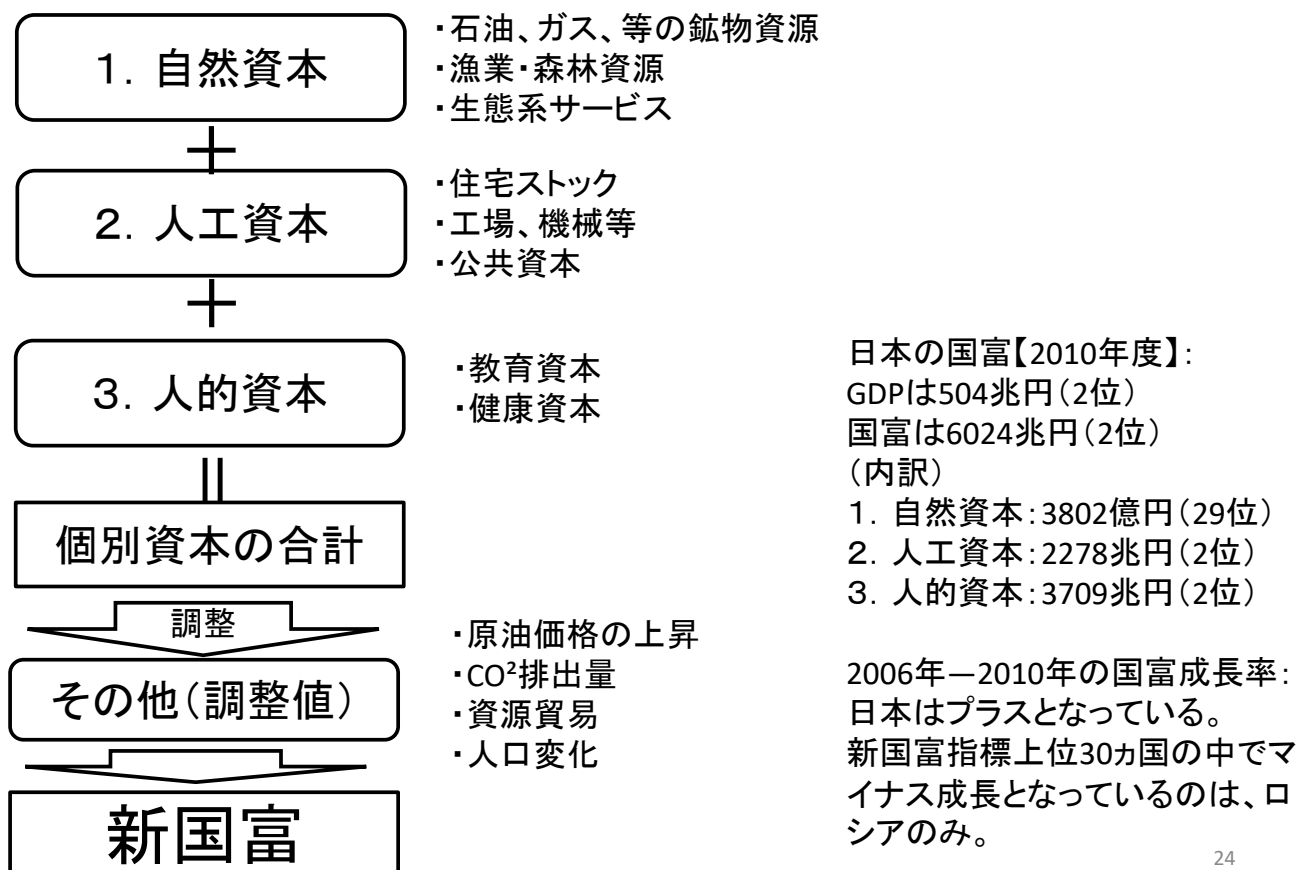 １．自然資本
・石油、ガス、等の鉱物資源
・漁業・森林資源
・生態系サービス
＋
２．人工資本
・住宅ストック
・工場、機械等
・公共資本
＋
３．人的資本
・教育資本
・健康資本
＝
個別資本の合計
調整
その他（調整値）
・原油価格の上昇
・CO²排出量
・資源貿易
・人口変化
新国富
日本の国富【2010年度】：
GDPは504兆円（2位）
国富は6024兆円（2位）
（内訳）
１．自然資本：3802億円（29位）
２．人工資本：2278兆円（2位）
３．人的資本：3709兆円（2位）
2006年―2010年の国富成長率：
日本はプラスとなっている。
新国富指標上位30ヵ国の中でマ
イナス成長となっているのは、ロ
シアのみ。
24